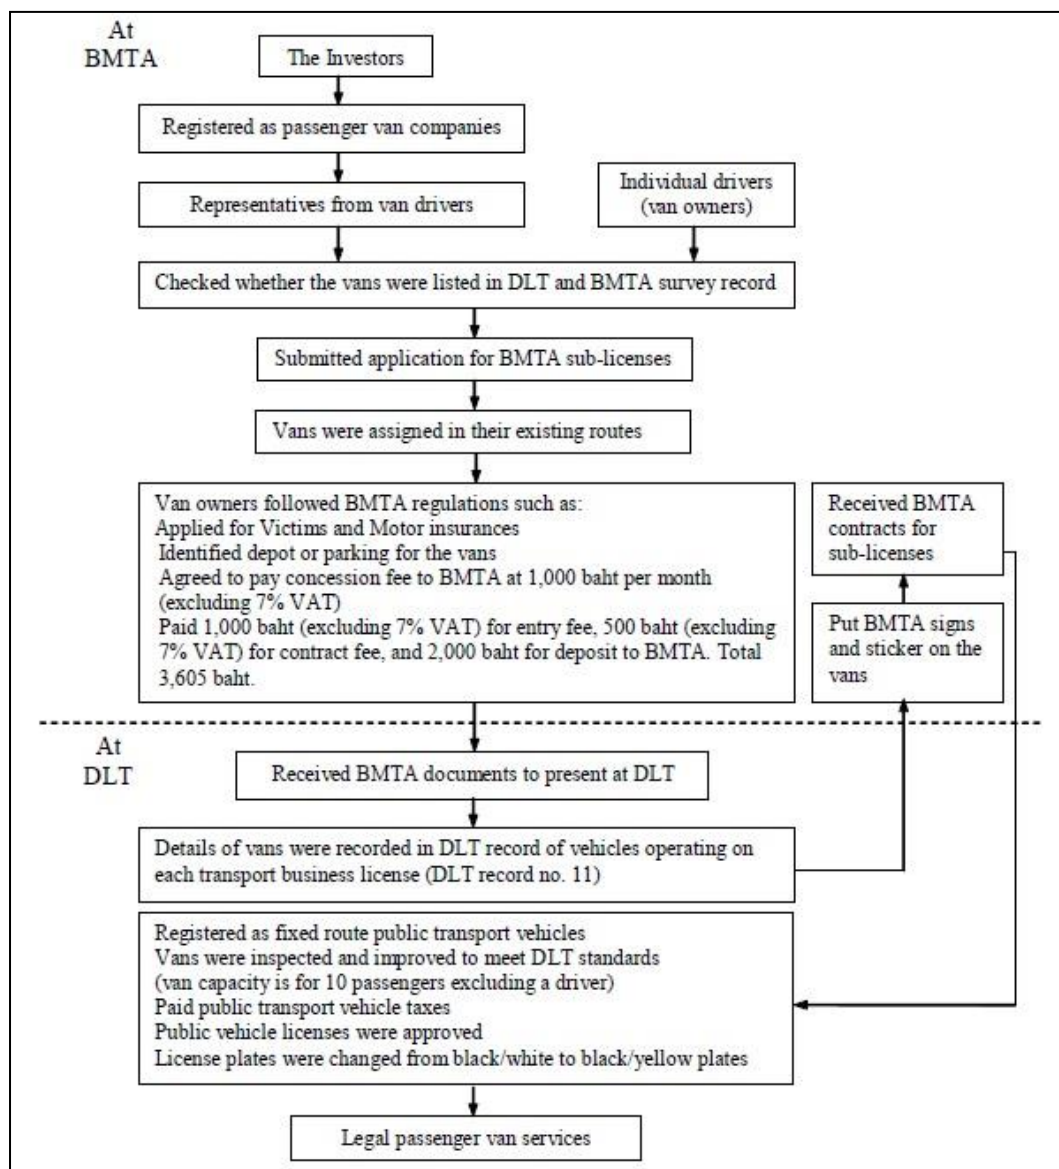 At
BMTA
The Investors
Registered as passenger van companies
Representatives from van drivers
Individual drivers
(van owners)
Checked whether the vans were listed in DLT and BMTA survey record
Submitted application for BMTA sub-licenses
Vans were assigned in their existing routes
Van owners followed BMTA regulations such as:
Applied for Victims and Motor insurances
Identified depot or parking for the vans
Agreed to pay concession fee to BMTA at 1,000 baht per month
(excluding 7% VAT)
Paid 1,000 baht (excluding 7% VAT) for entry fee, 500 baht (excluding
7% VAT) for contract fee, and 2,000 baht for deposit to BMTA. Total
3,605 baht.
Received BMTA
contracts for
sub-licenses
Put BMTA signs
and sticker on the
vans
At
DLT
Received BMTA documents to present at DLT
Details of vans were recorded in DLT record of vehicles operating on
each transport business license (DLT record no. 11)
Registered as fixed route public transport vehicles
Vans were inspected and improved to meet DLT standards
(van capacity is for 10 passengers excluding a driver)
Paid public transport vehicle taxes
Public vehicle licenses were approved
License plates were changed from black/white to black/yellow plates
Legal passenger van services